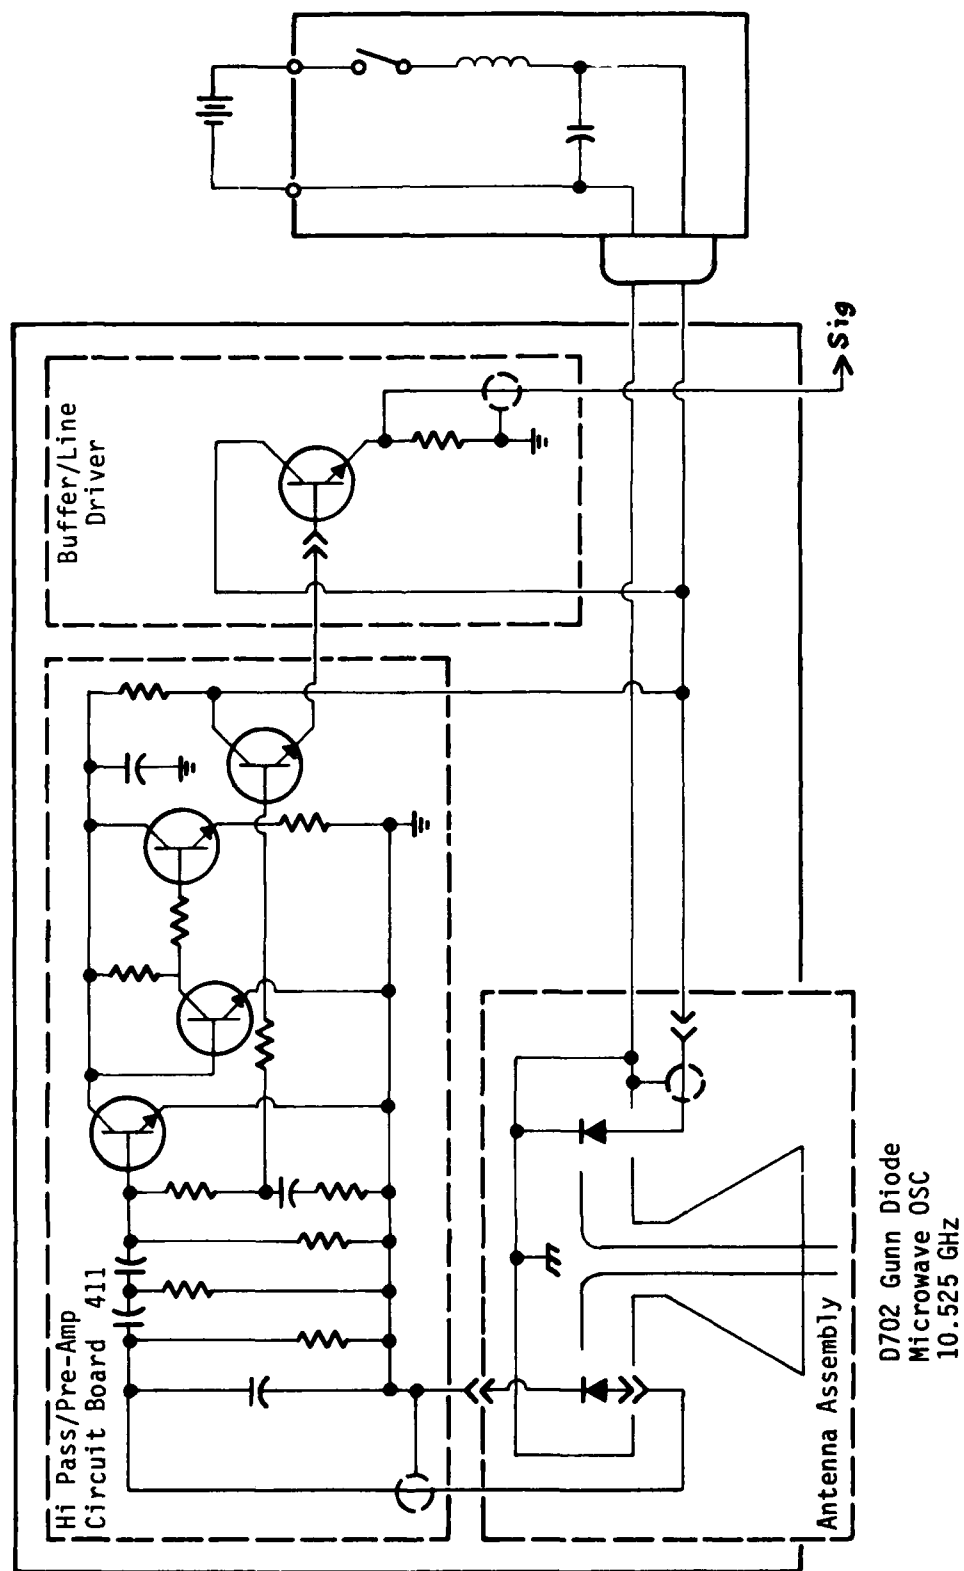 Sig
Buffer/Line
Driver
Hi Pass/Pre-Amp
Circuit Board 411
Antenna Assembly
D702 Gunn Diode
Microwave OSC
10.525 GHz